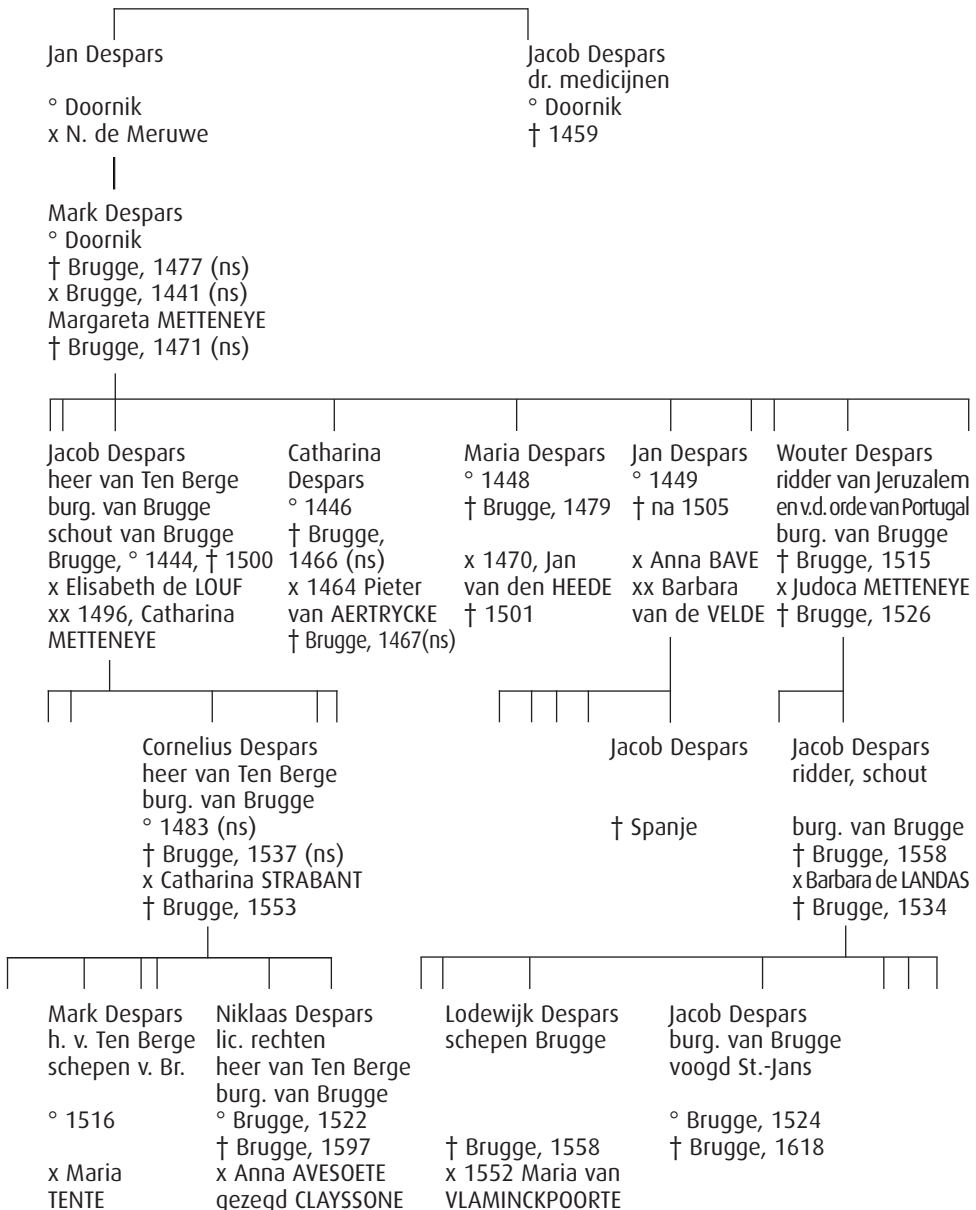 Jan Despars
° Doornik
x N. de Meruwe
Jacob Despars
dr. medicijnen
° Doornik
† 1459
Mark Despars
° Doornik
† Brugge, 1477 (ns)
x Brugge, 1441 (ns)
Margareta METTENEYE
† Brugge, 1471 (ns)
Jacob Despars
heer van Ten Berge
burg. van Brugge
schout van Brugge
Brugge, ° 1444, † 1500
x Elisabeth de LOUF
xx 1496, Catharina
METTENEYE
Catharina
Despars
° 1446
† Brugge,
1466 (ns)
x 1464 Pieter
van AERTRYCKE
† Brugge, 1467(ns)
Maria Despars
° 1448
† Brugge, 1479
x 1470, Jan
van den HEEDE
† 1501
Jan Despars
° 1449
† na 1505
x Anna BAVE
xx Barbara
van de VELDE
Wouter Despars
ridder van Jeruzalem
en v.d. orde van Portugal
burg. van Brugge
† Brugge, 1515
x Judoca METTENEYE
† Brugge, 1526
Cornelius Despars
heer van Ten Berge
burg. van Brugge
° 1483 (ns)
† Brugge, 1537 (ns)
x Catharina STRABANT
† Brugge, 1553
Jacob Despars
† Spanje
Jacob Despars
ridder, schout
burg. van Brugge
† Brugge, 1558
x Barbara de LANDAS
† Brugge, 1534
Mark Despars
h. v. Ten Berge
schepen v. Br.
° 1516
x Maria
TENTE
Niklaas Despars
lic. rechten
heer van Ten Berge
burg. van Brugge
° Brugge, 1522
† Brugge, 1597
x Anna AVESOETE
gezegd CLAYSSONE
Lodewijk Despars
schepen Brugge
† Brugge, 1558
x 1552 Maria van
VLAMINCKPOORTE
Jacob Despars
burg. van Brugge
voogd St.-Jans
° Brugge, 1524
† Brugge, 1618